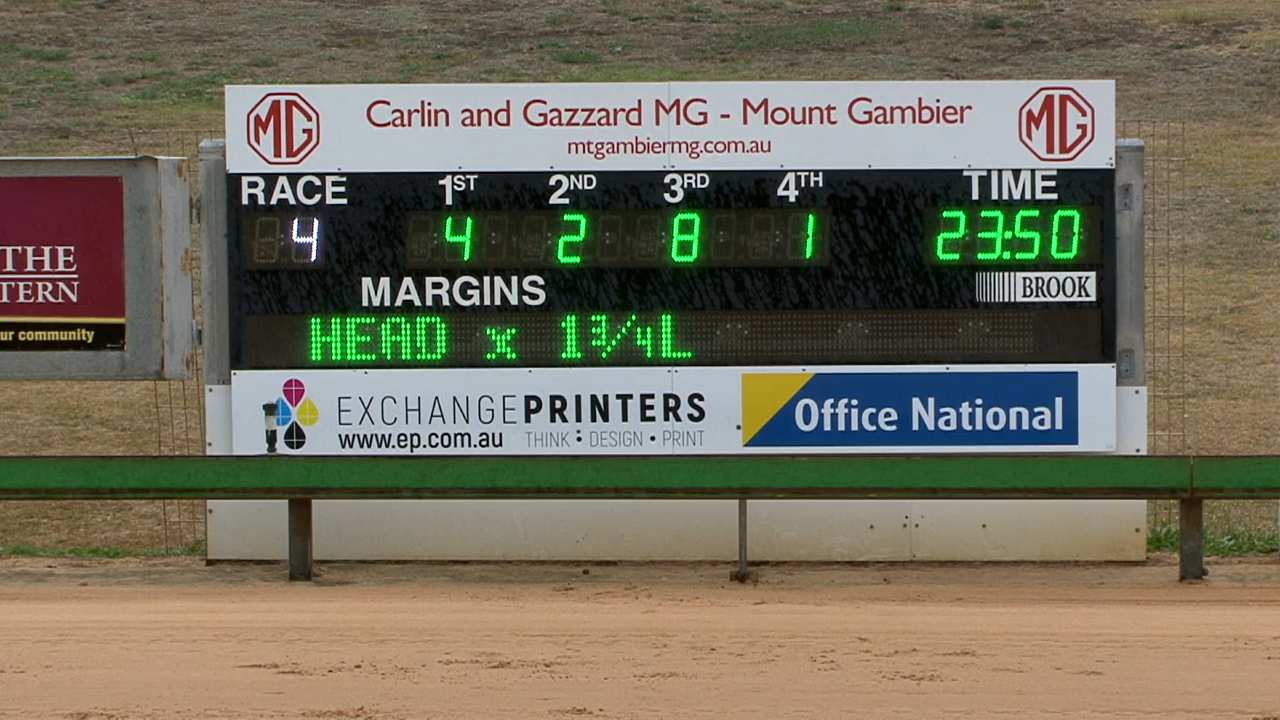 MG Carlin and Gazzard MG - Mount Gambier MG
mtgambiermg.com.au
RACE 1ST 2ND 3RD 4TH TIME
4 4 2 8 1 23:50
MARGINS BROOK
HEAD x 1¾L
THE
TERN
ur community
EXCHANGEPRINTERS
www.ep.com.au THINK : DESIGN • PRINT
Office National